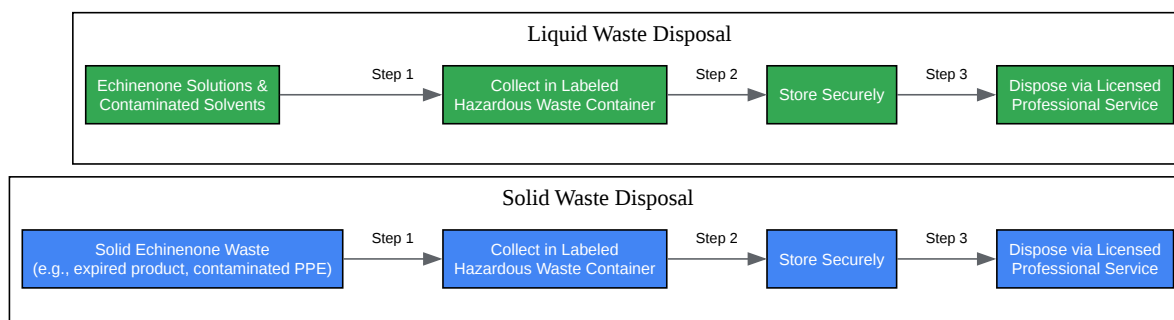 Liquid Waste Disposal
Echinenone Solutions &
Contaminated Solvents
Step 1
Collect in Labeled
Hazardous Waste Container
Step 2
Store Securely
Step 3
Dispose via Licensed
Professional Service
Solid Waste Disposal
Solid Echinenone Waste
(e.g., expired product, contaminated PPE)
Step 1
Collect in Labeled
Hazardous Waste Container
Step 2
Store Securely
Step 3
Dispose via Licensed
Professional Service